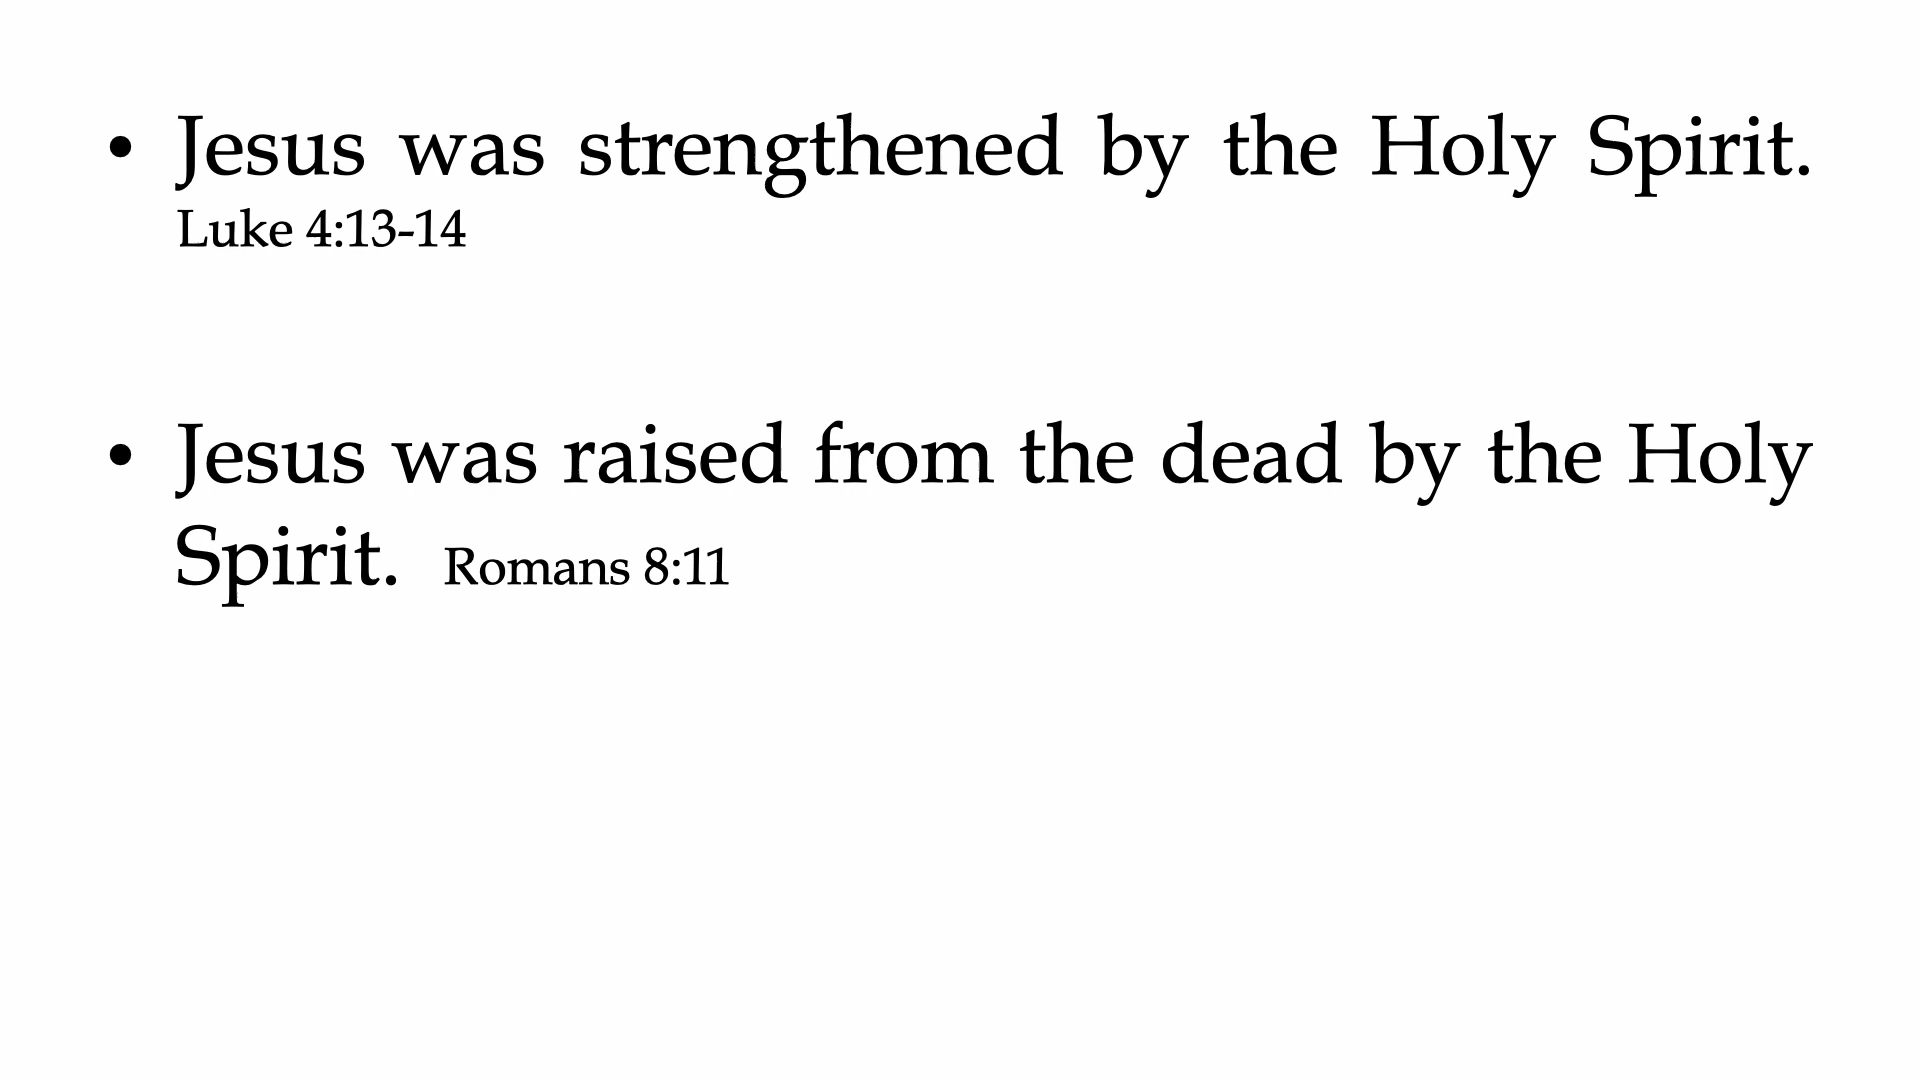 • Jesus was strengthened by the Holy Spirit.
Luke 4:13-14
• Jesus was raised from the dead by the Holy
Spirit. Romans 8:11